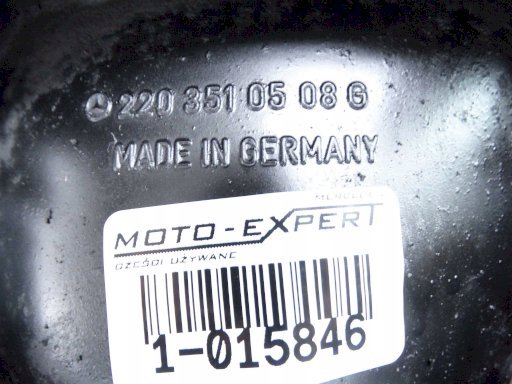 220 351 05 08 G
MADE IN GERMANY
MOTO-EXPERT
CZĘŚCI UŻYWANE
1-015846